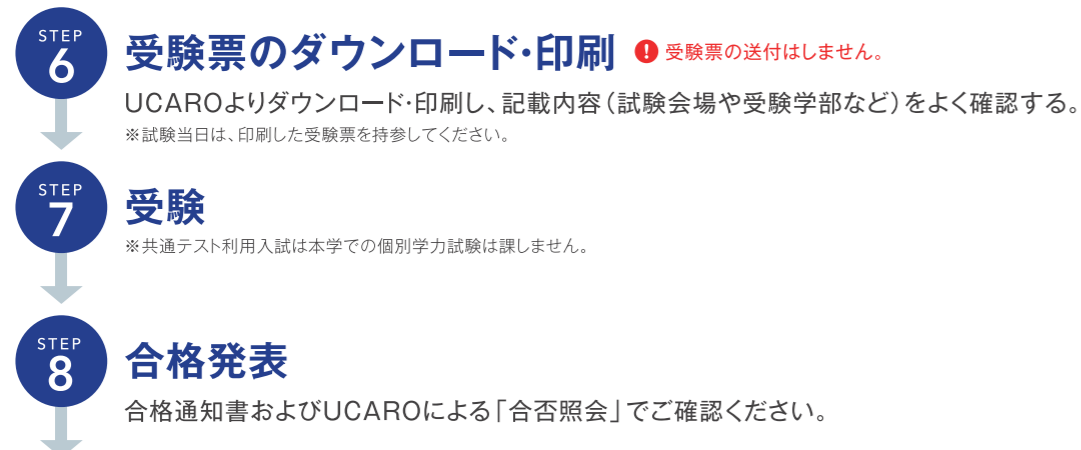 STEP
6
受験票のダウンロード・印刷
! 受験票の送付はしません。
UCAROよりダウンロード・印刷し、記載内容（試験会場や受験学部など）をよく確認する。
※試験当日は、印刷した受験票を持参してください。
STEP
7
受験
※共通テスト利用入試は本学での個別学力試験は課しません。
STEP
8
合格発表
合格通知書およびUCAROによる「合否照会」でご確認ください。